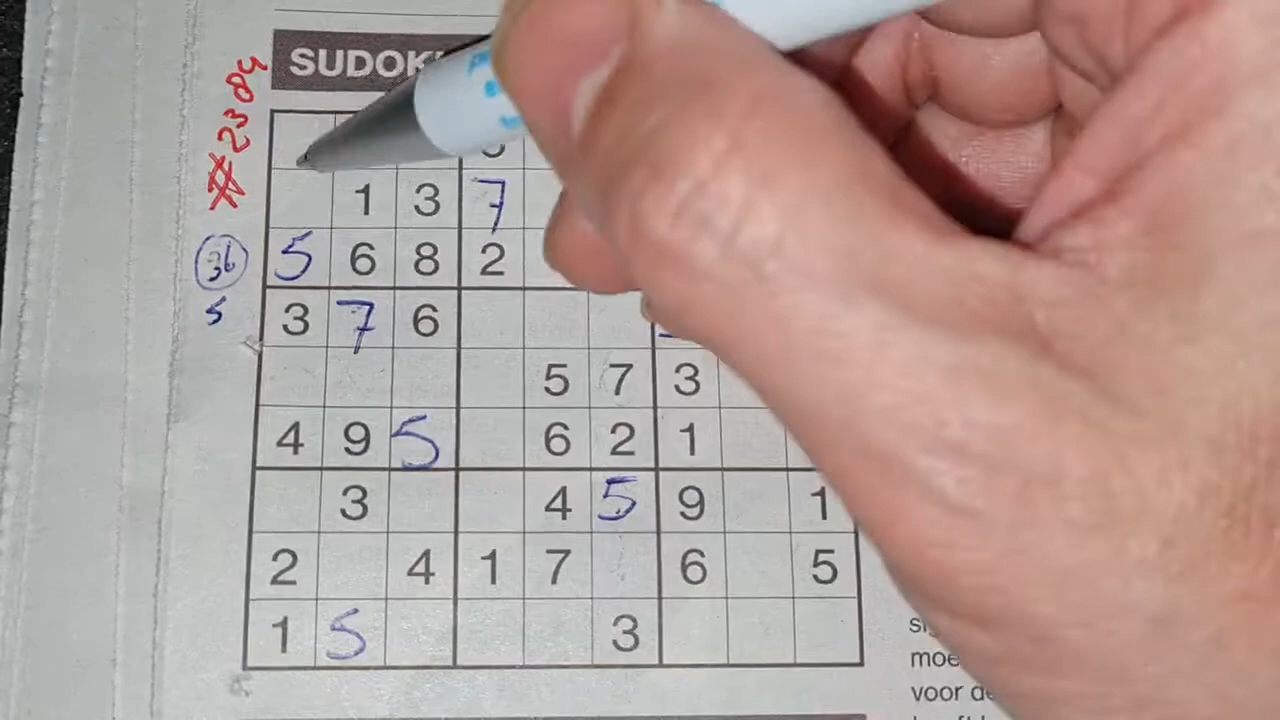 SUDOK
#23084
1 3 7
36 5 6 8 2
5 3 7 6
5 7 3
4 9 5 6 2 1
3 4 5 9 1
2 4 1 7 6 5
1 5 3
moe
voor de